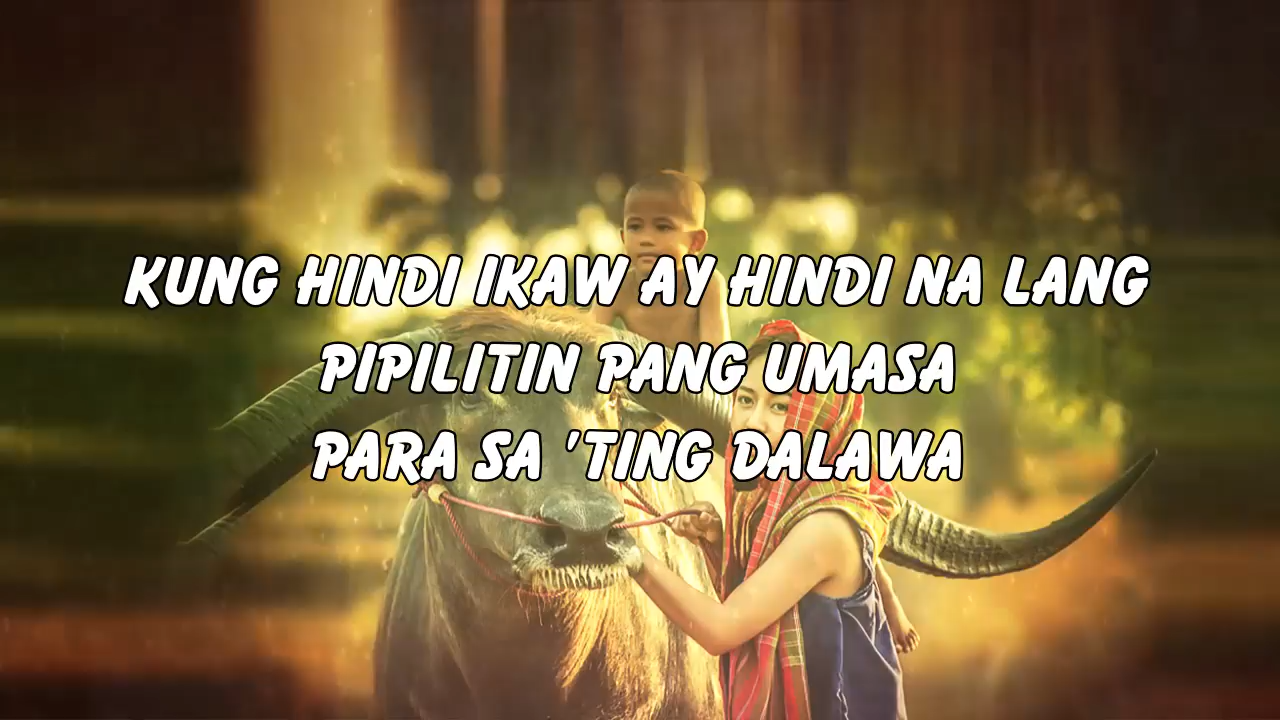 KUNG HINDI IKAW AY HINDI NA LANG
PIPILITIN PANG UMASA
PARA SA 'TING DALAWA